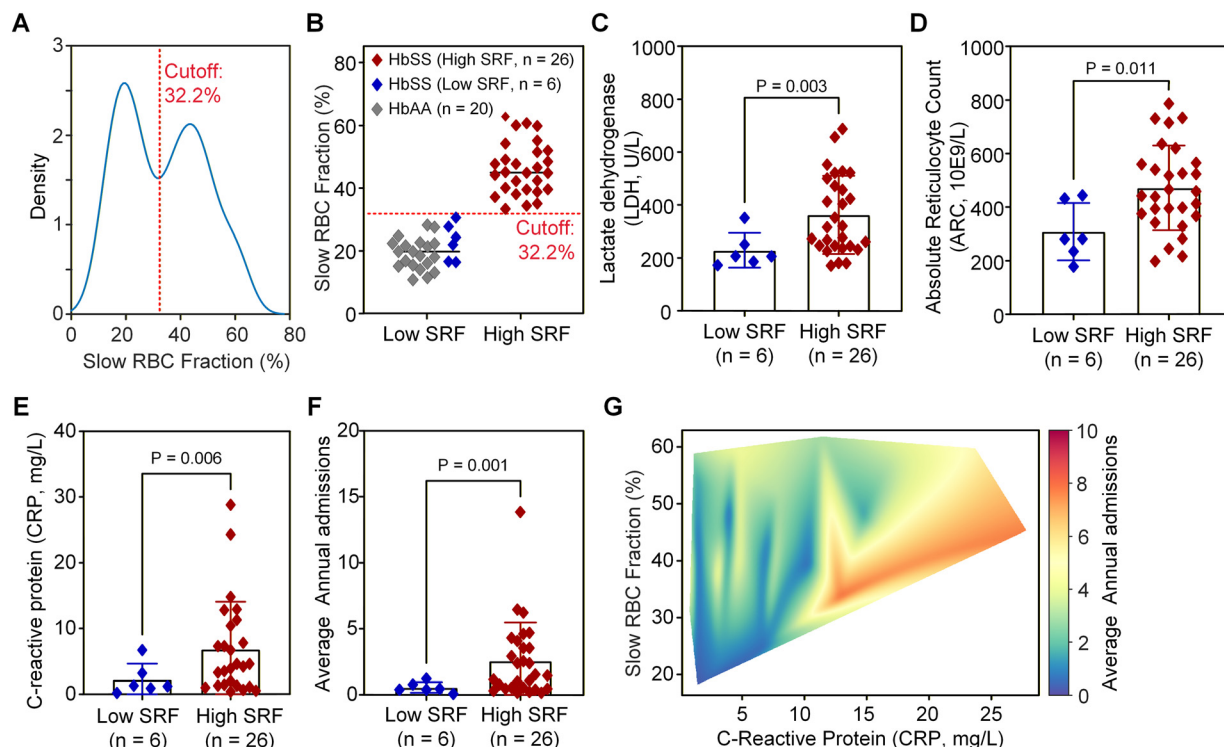 A
3
2
1
0
Density
Cutoff:
32.2%
0
20
40
60
80
Slow RBC Fraction (%)
B
80
60
40
20
0
Slow RBC Fraction (%)
HbSS (High SRF, n = 26)
HbSS (Low SRF, n = 6)
HbAA (n = 20)
Cutoff:
32.2%
Low SRF
High SRF
C
1000
800
600
400
200
0
Lactate dehydrogenase
(LDH, U/L)
P = 0.003
Low SRF
(n = 6)
High SRF
(n = 26)
D
1000
800
600
400
200
0
Absolute Reticulocyte Count
(ARC, 10E9/L)
P = 0.011
Low SRF
(n = 6)
High SRF
(n = 26)
E
40
30
20
10
0
C-reactive protein (CRP, mg/L)
P = 0.006
Low SRF
(n = 6)
High SRF
(n = 26)
F
20
15
10
5
0
Average Annual admissions
P = 0.001
Low SRF
(n = 6)
High SRF
(n = 26)
G
60
50
40
30
20
Slow RBC Fraction (%)
5
10
15
20
25
C-Reactive Protein (CRP, mg/L)
10
8
6
4
2
0
Average Annual admissions